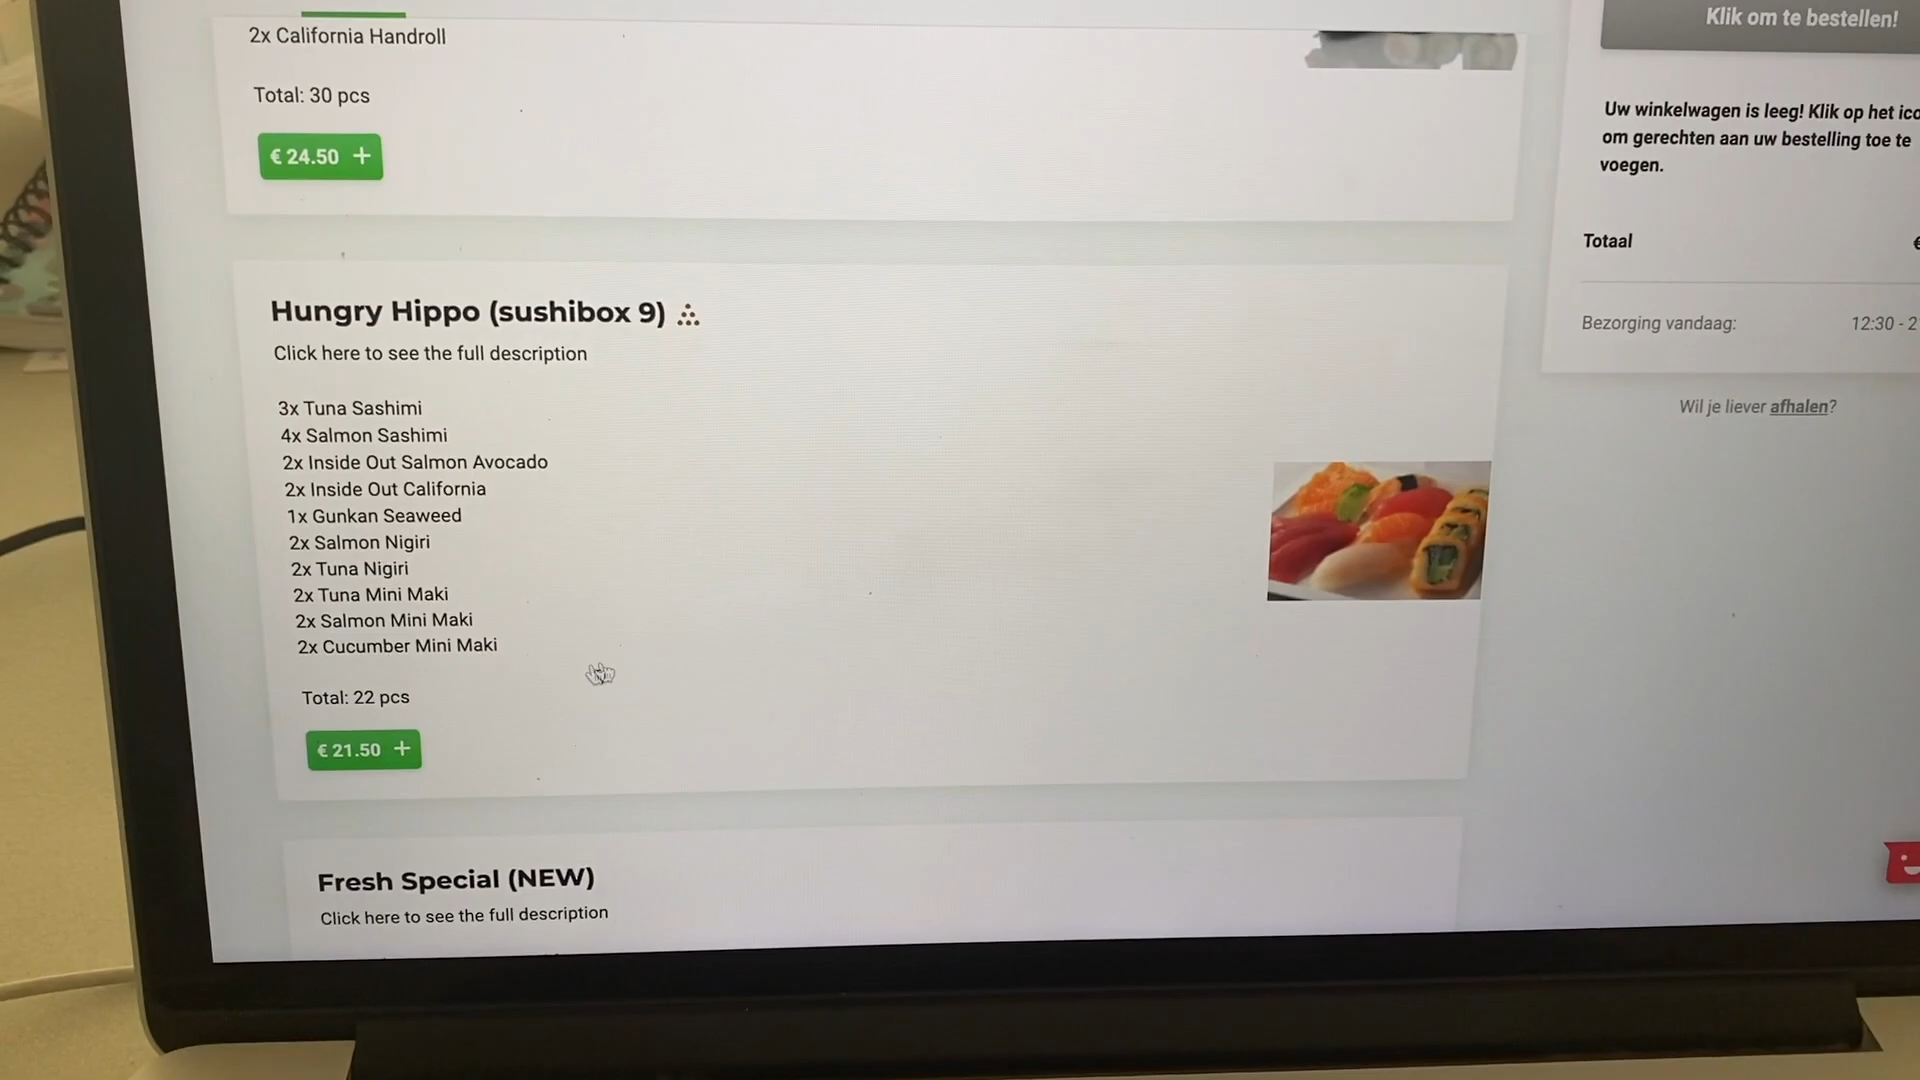 2x California Handroll
Klik om te bestellen!
Total: 30 pcs
€ 24.50 +
Uw winkelwagen is leeg! Klik op het
om gerechten aan uw bestelling toe te
voegen.
Totaal €
Hungry Hippo (sushibox 9)
Click here to see the full description
Bezorging vandaag: 12:30 -
Wil je liever afhalen?
3x Tuna Sashimi
4x Salmon Sashimi
2x Inside Out Salmon Avocado
2x Inside Out California
1x Gunkan Seaweed
2x Salmon Nigiri
2x Tuna Nigiri
2x Tuna Mini Maki
2x Salmon Mini Maki
2x Cucumber Mini Maki
Total: 22 pcs
€ 21.50 +
Fresh Special (NEW)
Click here to see the full description